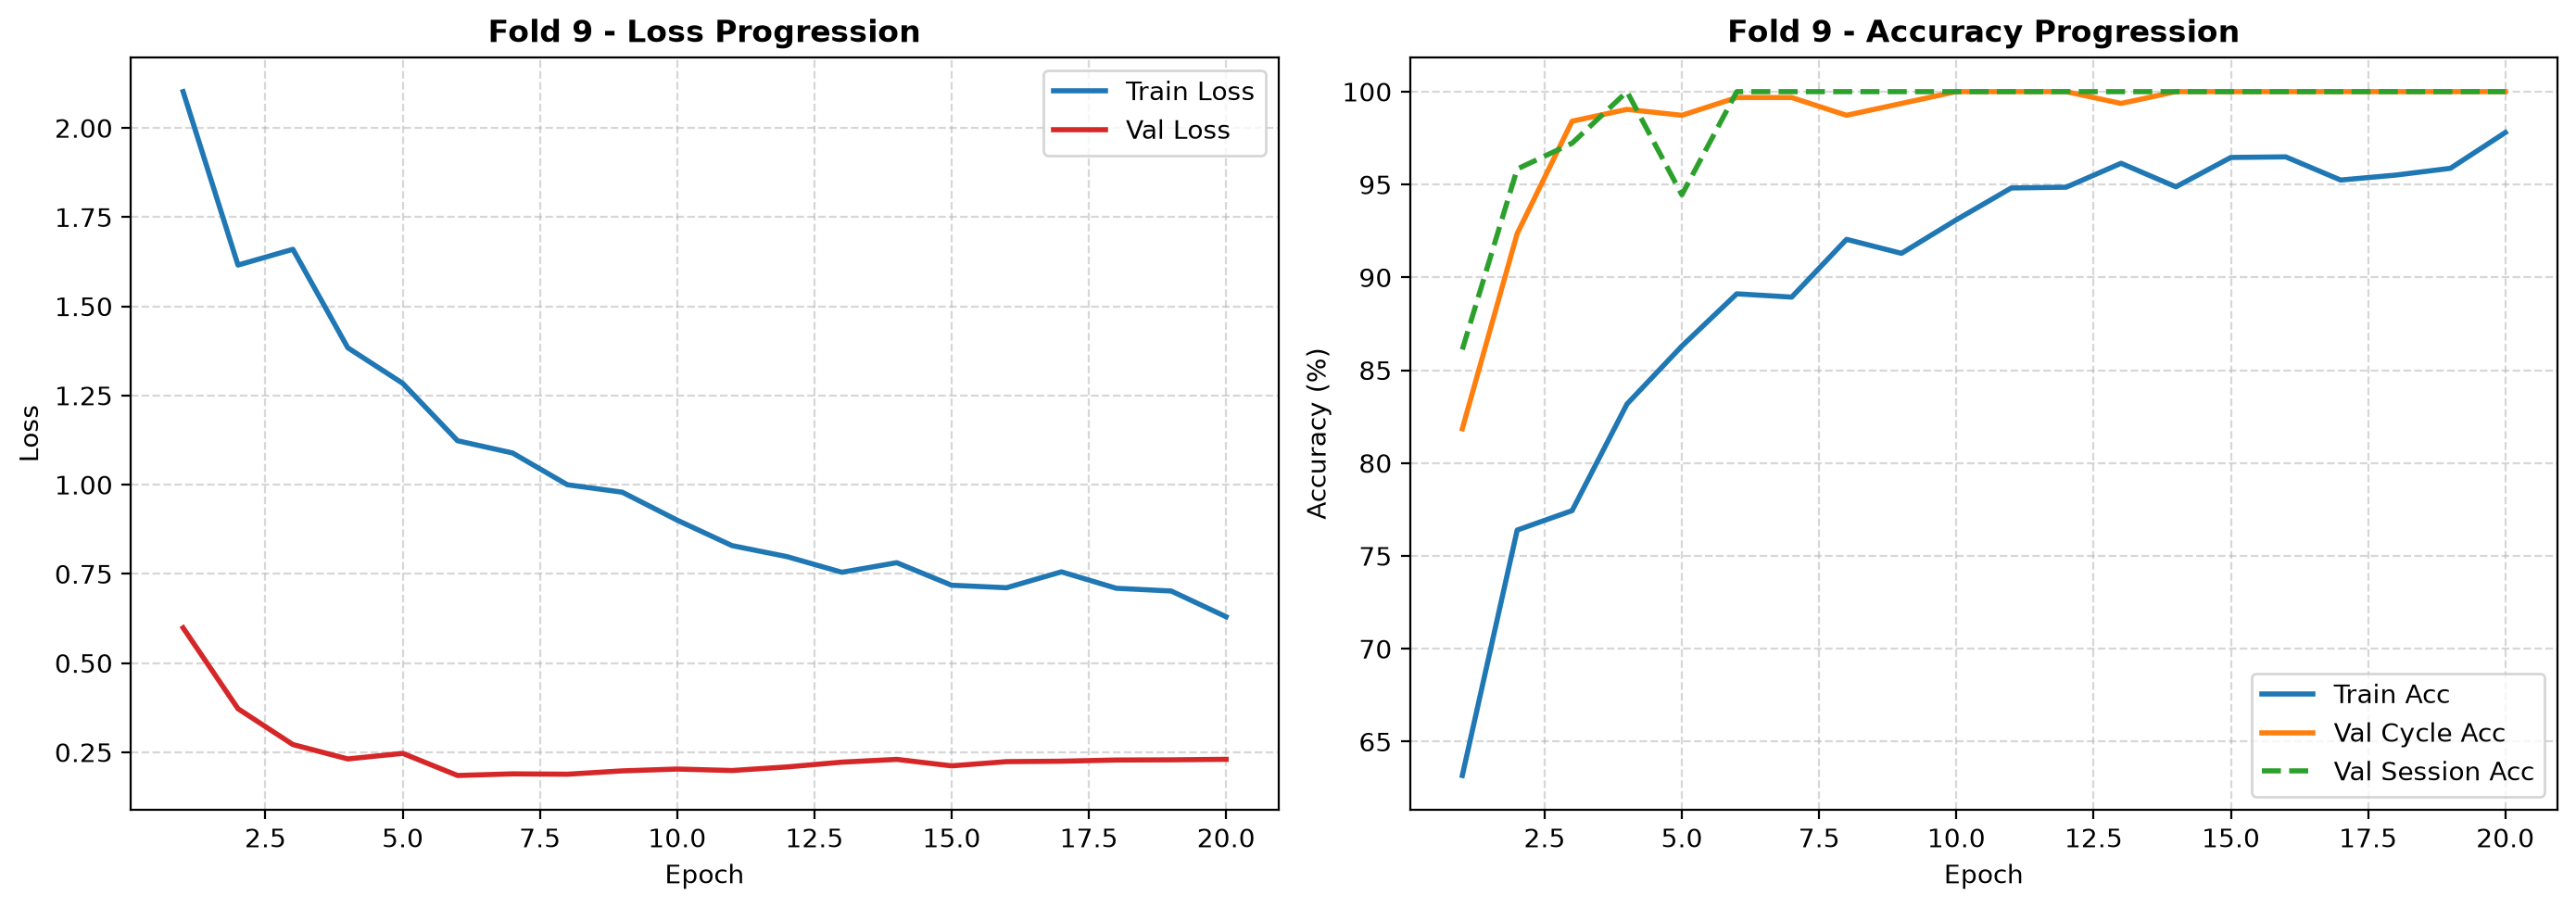 Fold 9 - Loss Progression
Train Loss
Val Loss
2.00
1.75
1.50
1.25
1.00
0.75
0.50
0.25
Loss
2.5 5.0 7.5 10.0 12.5 15.0 17.5 20.0
Epoch
Fold 9 - Accuracy Progression
100
95
90
85
80
75
70
65
Accuracy (%)
Train Acc
Val Cycle Acc
Val Session Acc
2.5 5.0 7.5 10.0 12.5 15.0 17.5 20.0
Epoch